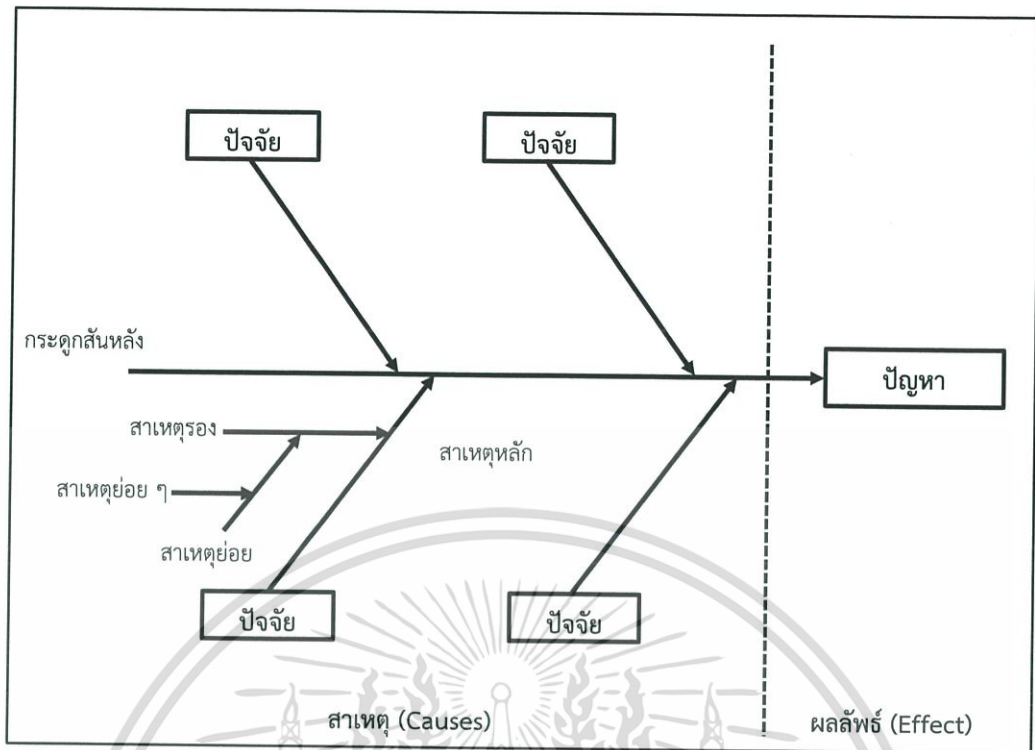 ปัจจัย
ปัจจัย
กระดูกสันหลัง
ปัญหา
สาเหตุรอง
สาเหตุหลัก
สาเหตุย่อย ๆ
สาเหตุย่อย
ปัจจัย
ปัจจัย
สาเหตุ (Causes)
ผลลัพธ์ (Effect)